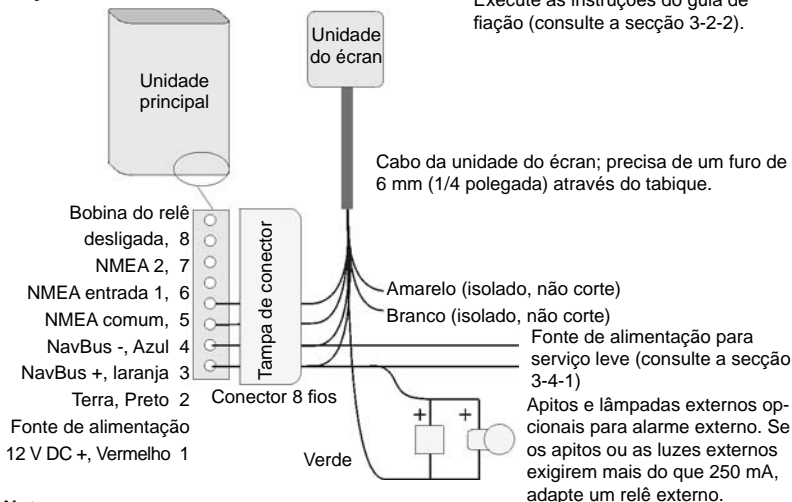 Execute as instruções do guia de
fiação (consulte a secção 3-2-2).
Unidade
do écran
Unidade
principal
Cabo da unidade do écran; precisa de um furo de
6 mm (1/4 polegada) através do tabique.
Bobina do relê
desligada, 8
NMEA 2, 7
NMEA entrada 1, 6
NMEA comum, 5
NavBus -, Azul 4
NavBus +, laranja 3
Terra, Preto 2
Fonte de alimentação
12 V DC +, Vermelho 1
Tampa de conector
Conector 8 fios
Amarelo (isolado, não corte)
Branco (isolado, não corte)
Fonte de alimentação para
serviço leve (consulte a secção
3-4-1)
+ +
Verde
Apitos e lâmpadas externos op-
cionais para alarme externo. Se
os apitos ou as luzes externos
exigirem mais do que 250 mA,
adapte um relê externo.